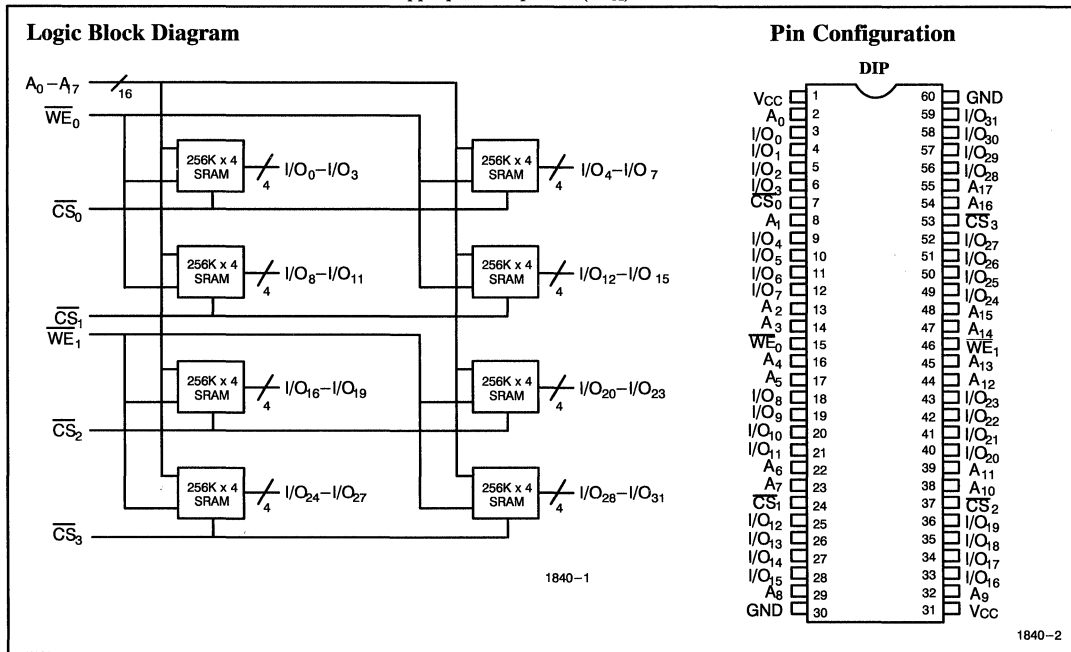 Logic Block Diagram
A0–A7
16
WE0
256K x 4
SRAM
4
I/O0–I/O3
256K x 4
SRAM
4
I/O4–I/O7
CS0
256K x 4
SRAM
4
I/O8–I/O11
256K x 4
SRAM
4
I/O12–I/O15
CS1
WE1
256K x 4
SRAM
4
I/O16–I/O19
256K x 4
SRAM
4
I/O20–I/O23
CS2
256K x 4
SRAM
4
I/O24–I/O27
256K x 4
SRAM
4
I/O28–I/O31
CS3
1840–1
Pin Configuration
DIP
VCC 1 60 GND
A0 2 59 I/O31
I/O0 3 58 I/O30
I/O1 4 57 I/O29
I/O2 5 56 I/O28
I/O3 6 55 A17
CS0 7 54 A16
A1 8 53 CS3
I/O4 9 52 I/O27
I/O5 10 51 I/O26
I/O6 11 50 I/O25
I/O7 12 49 I/O24
A2 13 48 A15
A3 14 47 A14
WE0 15 46 WE1
A4 16 45 A13
A5 17 44 A12
I/O8 18 43 I/O23
I/O9 19 42 I/O22
I/O10 20 41 I/O21
I/O11 21 40 I/O20
A6 22 39 A11
A7 23 38 A10
CS1 24 37 CS2
I/O12 25 36 I/O19
I/O13 26 35 I/O18
I/O14 27 34 I/O17
I/O15 28 33 I/O16
A8 29 32 A9
GND 30 31 VCC
1840–2